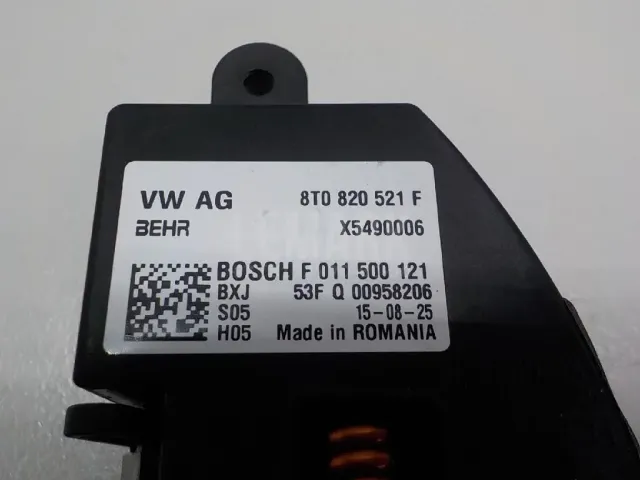 VW AG 8T0 820 521 F
BEHR X5490006
BOSCH F 011 500 121
BXJ 53F Q 00958206
S05 15-08-25
H05 Made in ROMANIA